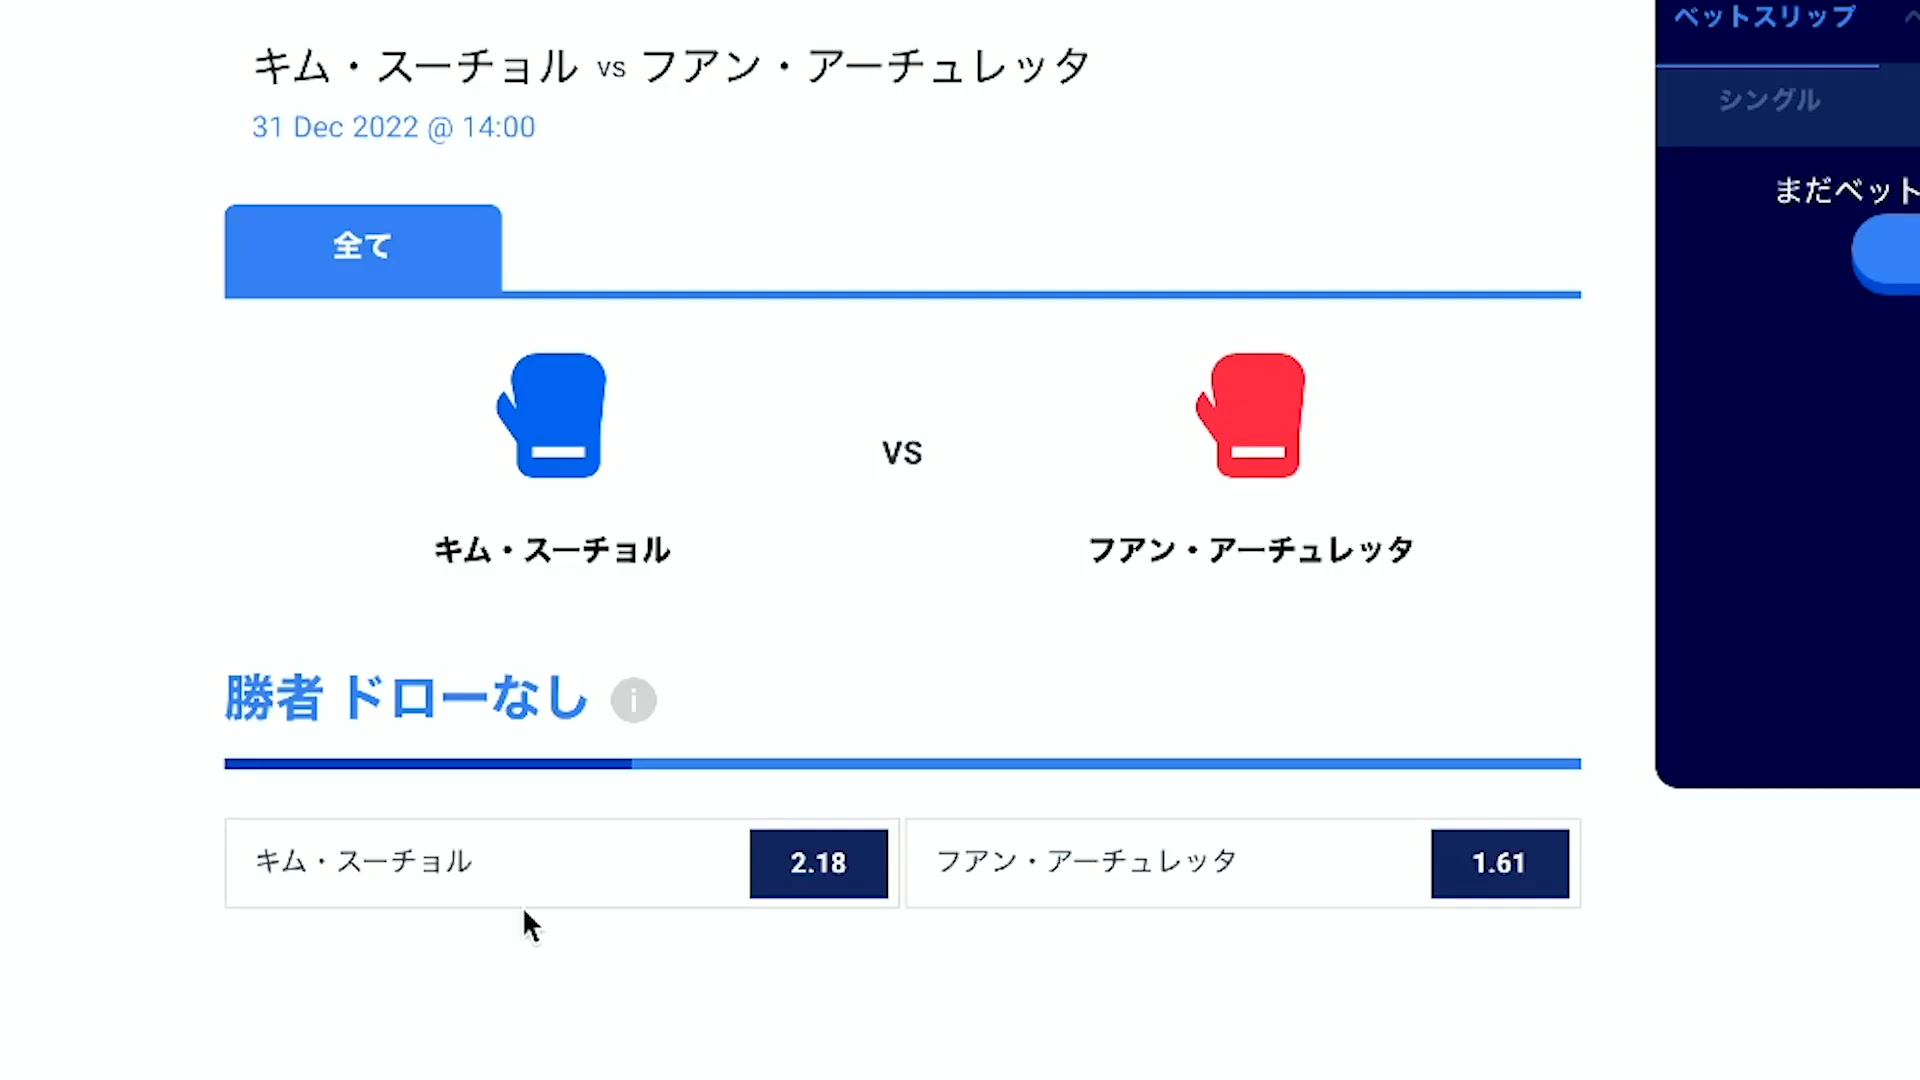 キム・スーチョル vs フアン・アーチュレッタ
31 Dec 2022 @ 14:00
全て
vs
キム・スーチョル
フアン・アーチュレッタ
勝者 ドローなし
i
キム・スーチョル 2.18
フアン・アーチュレッタ 1.61
ベットスリップ
シングル
まだベット